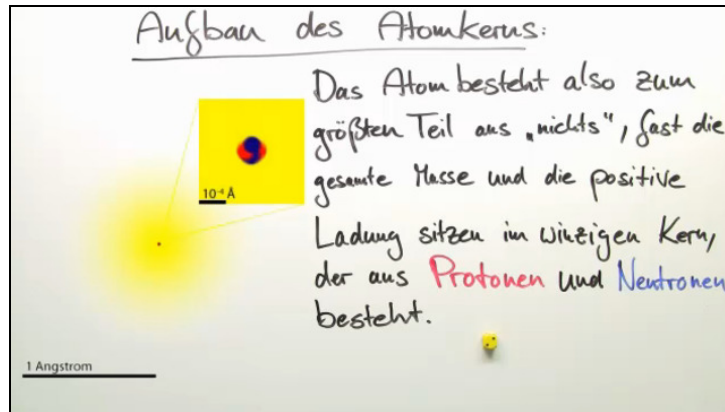 Aufbau des Atomkerns:
Das Atom besteht also zum
größten Teil aus „nichts", fast die
gesamte Masse und die positive
Ladung sitzen im winzigen Kern,
der aus Protonen und Neutronen
besteht.
10⁻⁴ Å
1 Angstrom